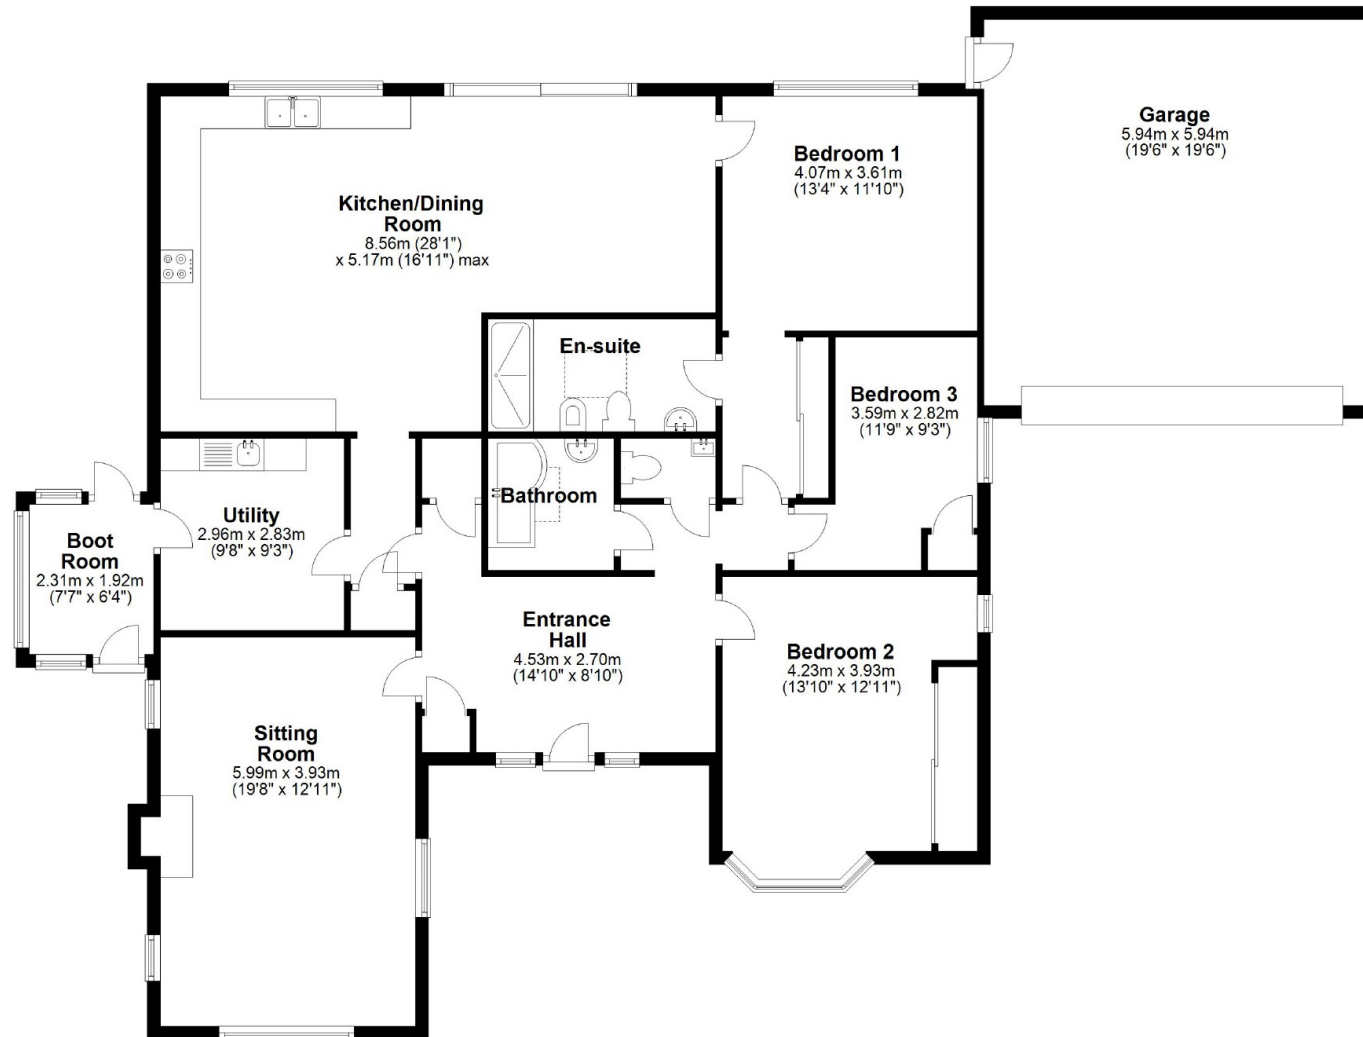 Garage
5.94m x 5.94m
(19'6" x 19'6")
Bedroom 1
4.07m x 3.61m
(13'4" x 11'10")
Kitchen/Dining
Room
8.56m (28'1")
x 5.17m (16'11") max
En-suite
Bedroom 3
3.59m x 2.82m
(11'9" x 9'3")
Bathroom
Utility
2.96m x 2.83m
(9'8" x 9'3")
Boot
Room
2.31m x 1.92m
(7'7" x 6'4")
Entrance
Hall
4.53m x 2.70m
(14'10" x 8'10")
Bedroom 2
4.23m x 3.93m
(13'10" x 12'11")
Sitting
Room
5.99m x 3.93m
(19'8" x 12'11")